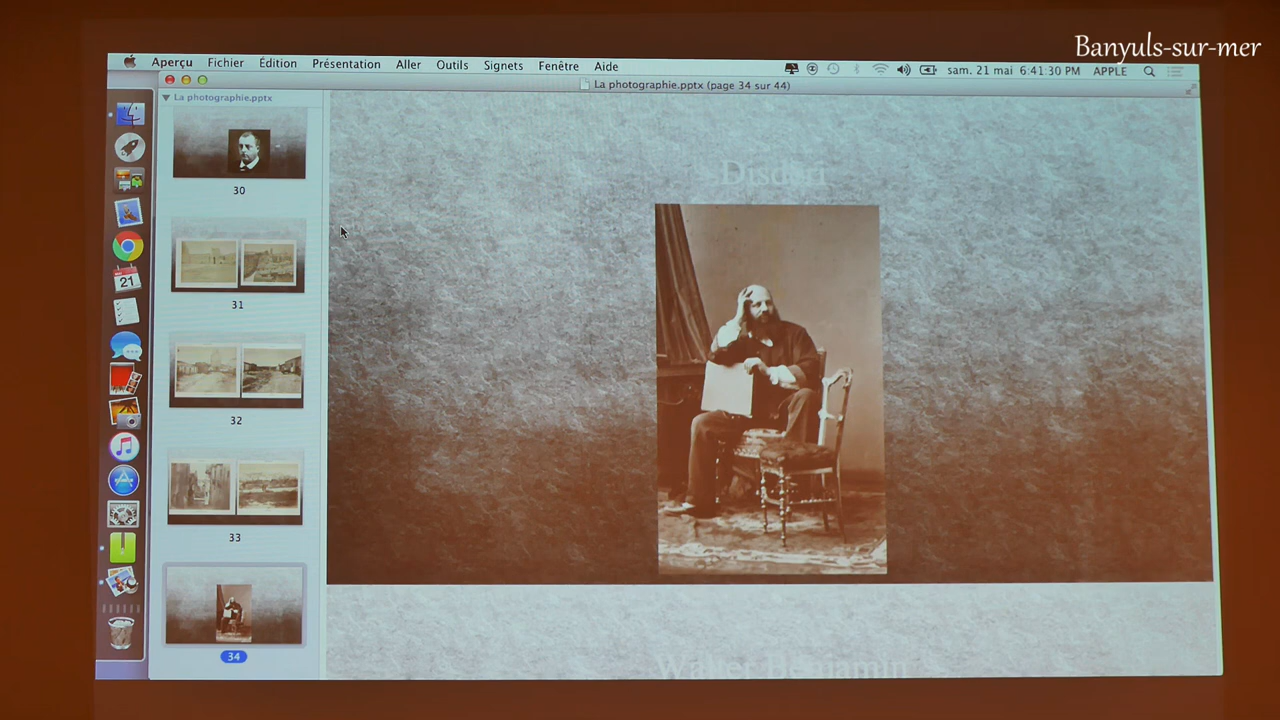 Banyuls-sur-mer
Aperçu Fichier Édition Présentation Aller Outils Signets Fenêtre Aide
sam. 21 mai 6:41:30 PM APPLE
La photographie.pptx (page 34 sur 44)
La photographie.pptx
30
31
32
33
34
21
Walter Benjamin